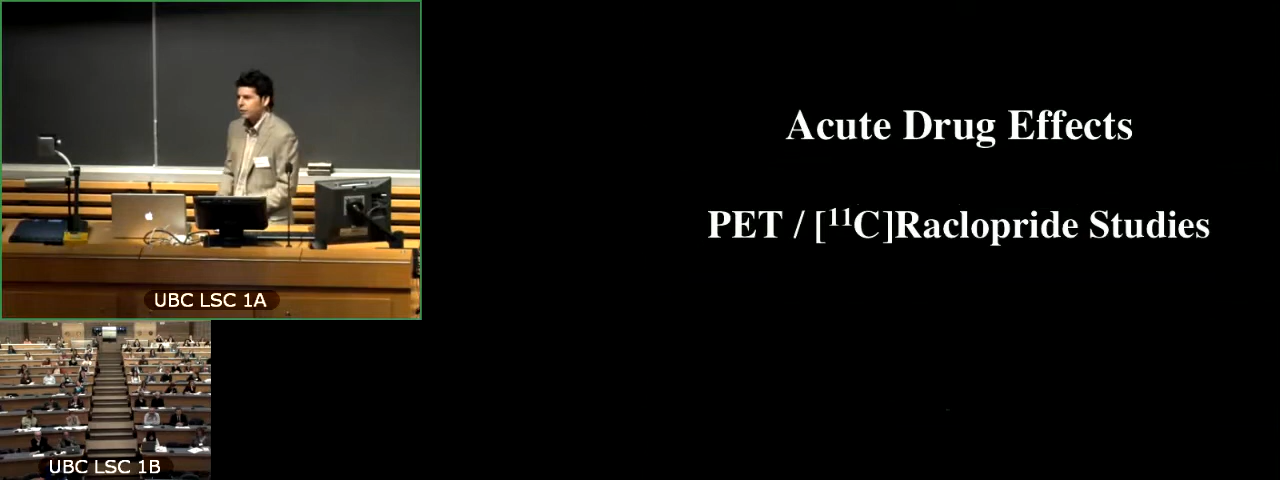 Acute Drug Effects
PET / [¹¹C]Raclopride Studies
UBC LSC 1A
UBC LSC 1B